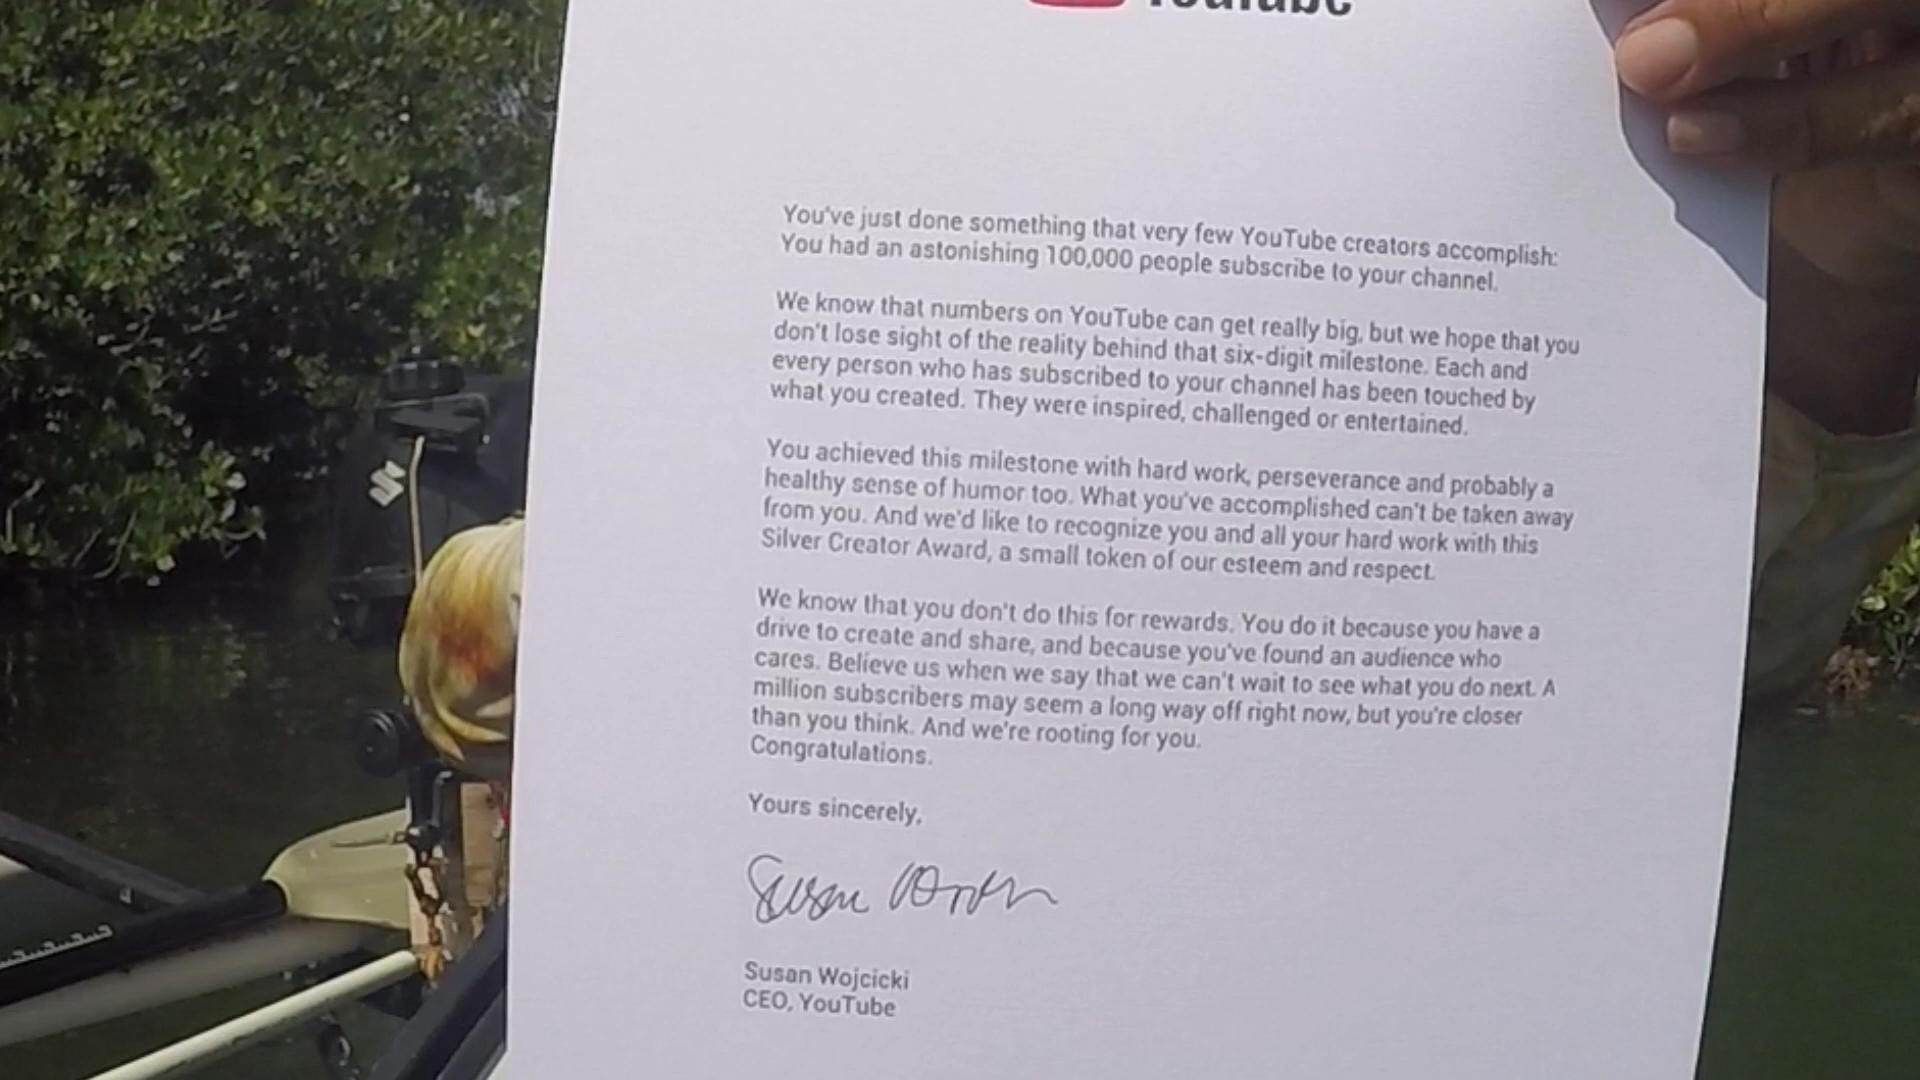 YouTube
You've just done something that very few YouTube creators accomplish:
You had an astonishing 100,000 people subscribe to your channel.
We know that numbers on YouTube can get really big, but we hope that you
don't lose sight of the reality behind that six-digit milestone. Each and
every person who has subscribed to your channel has been touched by
what you created. They were inspired, challenged or entertained.
You achieved this milestone with hard work, perseverance and probably a
healthy sense of humor too. What you've accomplished can't be taken away
from you. And we'd like to recognize you and all your hard work with this
Silver Creator Award, a small token of our esteem and respect.
We know that you don't do this for rewards. You do it because you have a
drive to create and share, and because you've found an audience who
cares. Believe us when we say that we can't wait to see what you do next. A
million subscribers may seem a long way off right now, but you're closer
than you think. And we're rooting for you.
Congratulations.
Yours sincerely,
Susan Wojcicki
CEO, YouTube